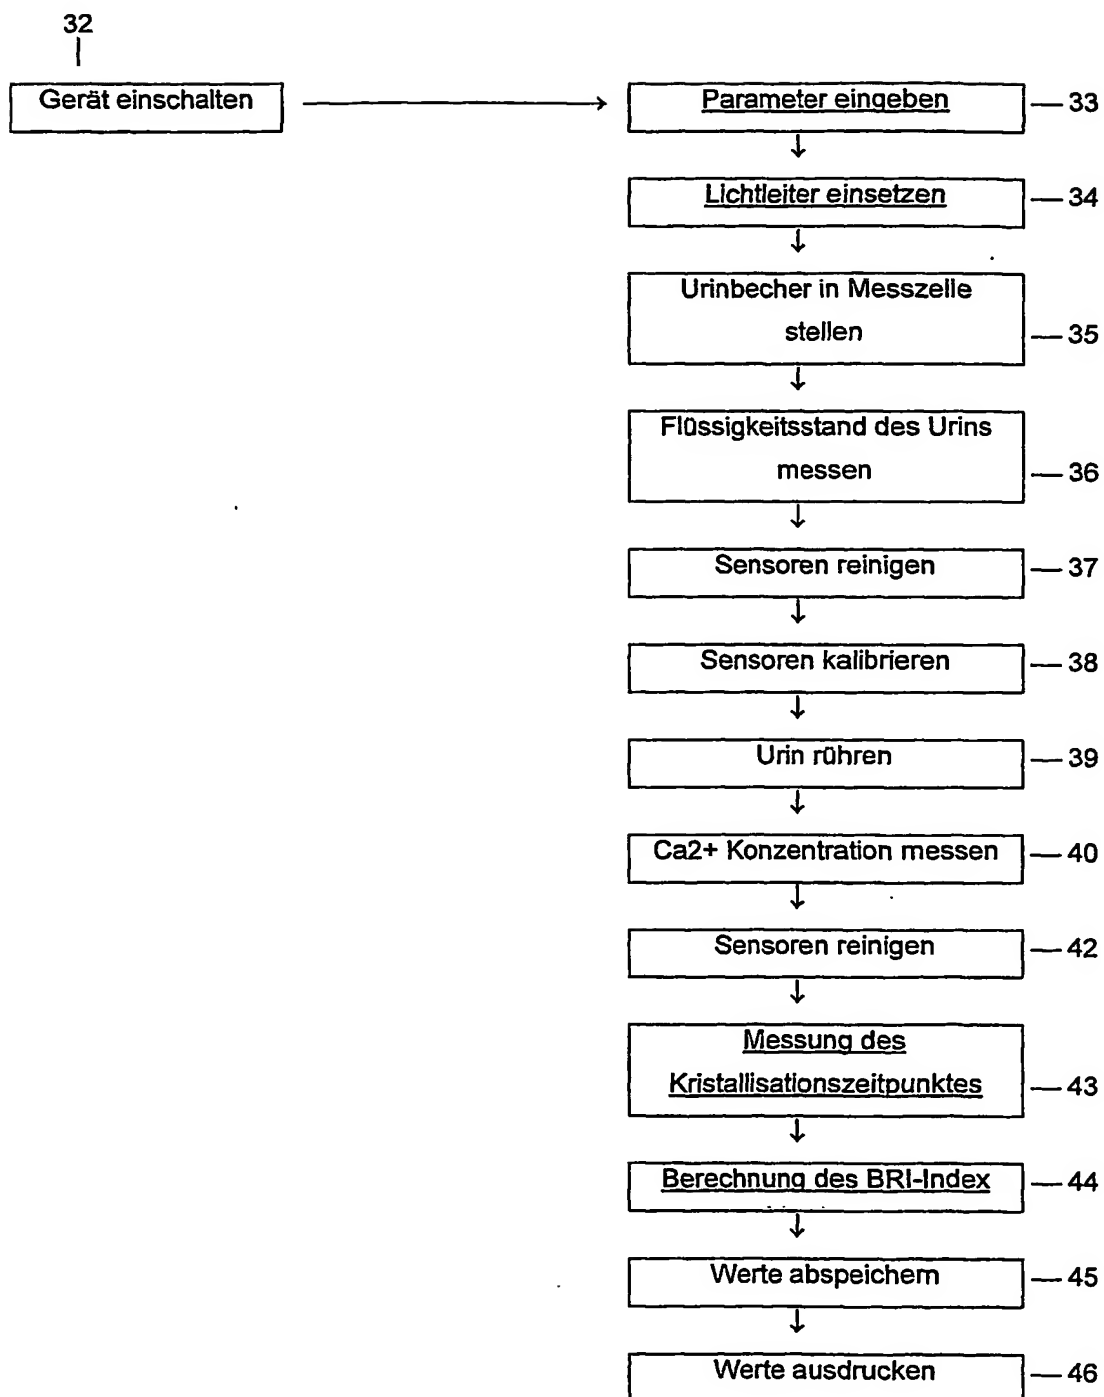 32
Gerät einschalten
Parameter eingeben
33
Lichtleiter einsetzen
34
Urinbecher in Messzelle
stellen
35
Flüssigkeitsstand des Urins
messen
36
Sensoren reinigen
37
Sensoren kalibrieren
38
Urin rühren
39
Ca2+ Konzentration messen
40
Sensoren reinigen
42
Messung des
Kristallisationszeitpunktes
43
Berechnung des BRI-Index
44
Werte abspeichern
45
Werte ausdrucken
46